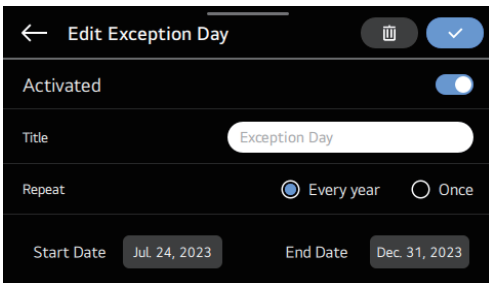 Edit Exception Day
Activated
Title Exception Day
Repeat Every year Once
Start Date Jul. 24, 2023 End Date Dec. 31, 2023